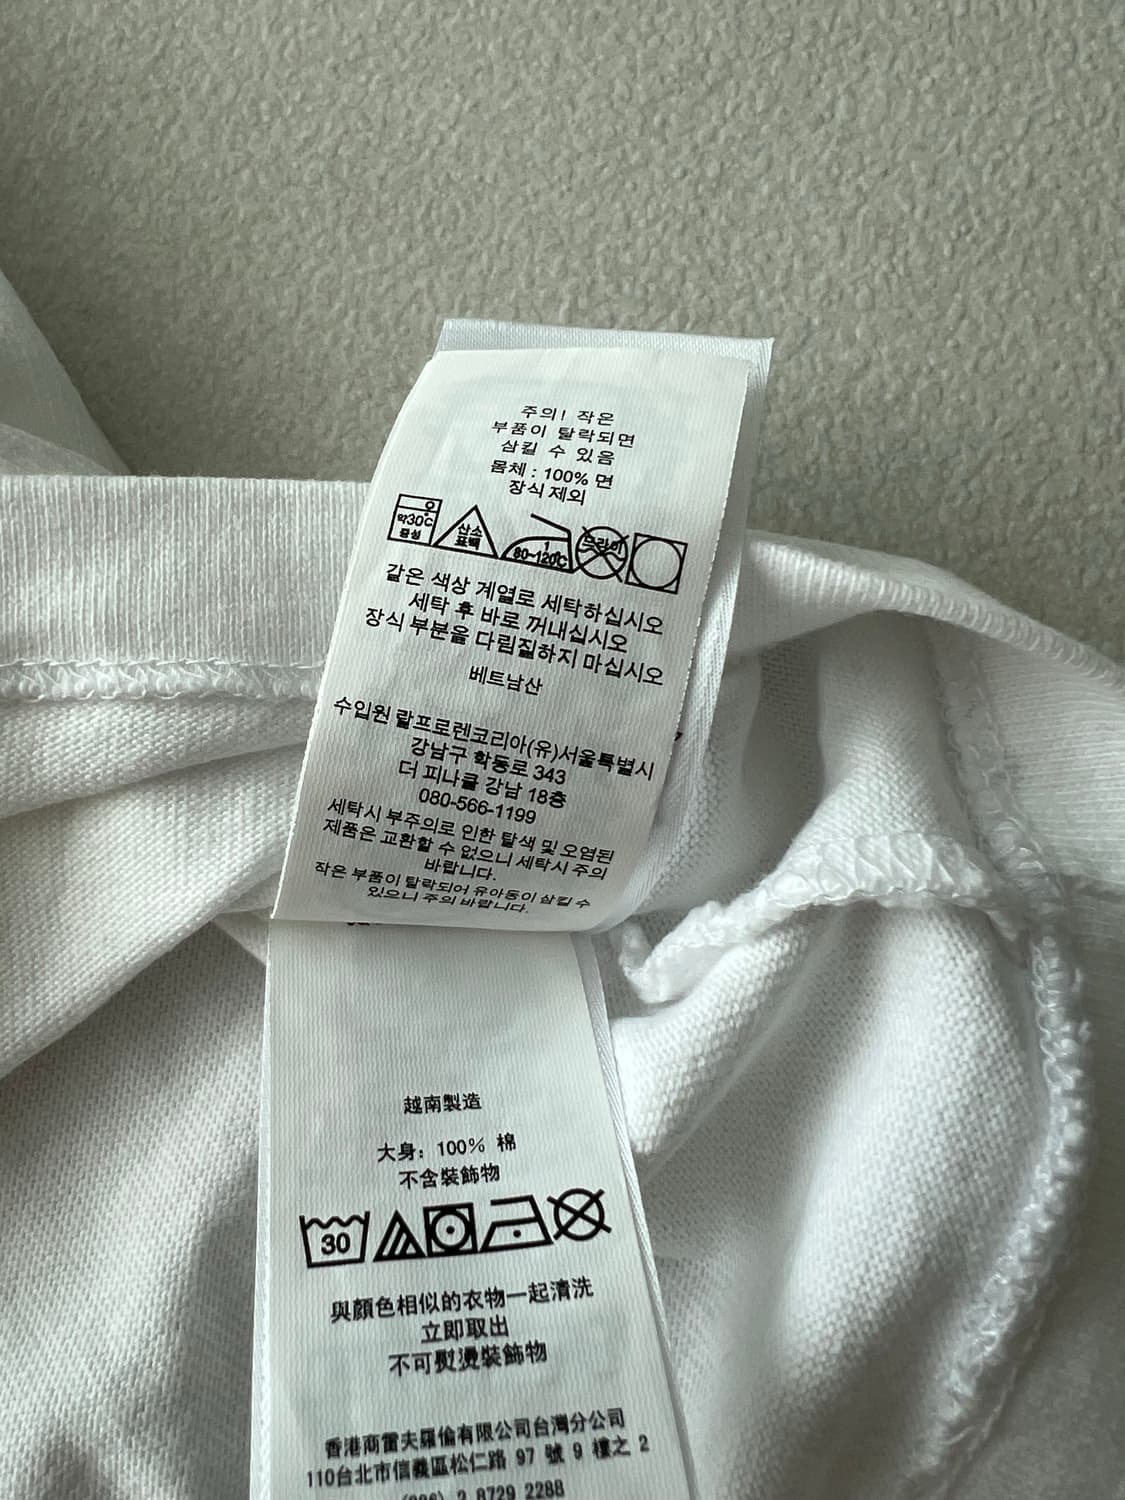 주의! 작은
부품이 탈락되면
삼킬 수 있음
몸체 : 100% 면
장식제외
약30℃
중성
산소
표백
1
80~120℃
드라이
같은 색상 계열로 세탁하십시오
세탁 후 바로 꺼내십시오
장식 부분을 다림질하지 마십시오
베트남산
수입원 랄프로렌코리아(유)서울특별시
강남구 학동로 343
더 피나클 강남 18층
080-566-1199
세탁시 부주의로 인한 탈색 및 오염된
제품은 교환할 수 없으니 세탁시 주의
바랍니다.
작은 부품이 탈락되어 유아동이 삼킬 수
있으니 주의 바랍니다.
越南製造
大身: 100% 棉
不含裝飾物
30
與顏色相似的衣物一起清洗
立即取出
不可熨燙裝飾物
香港商雷夫羅倫有限公司台灣分公司
110台北市信義區松仁路 97 號 9 樓之 2
(886) 2 8729 2288